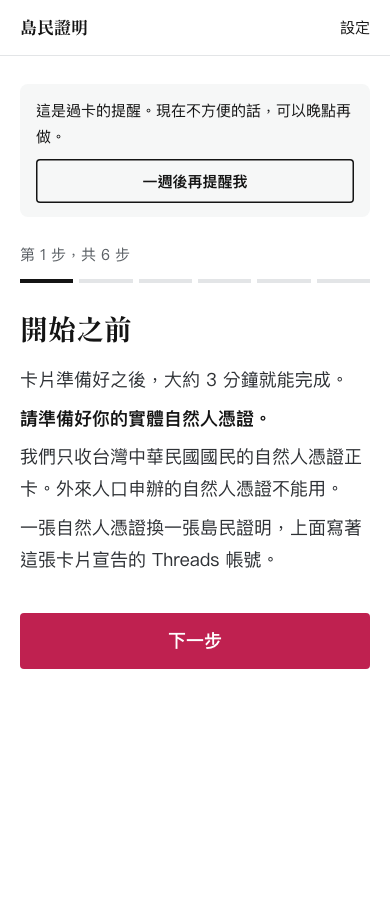 島民證明
設定
這是過卡的提醒。現在不方便的話，可以晚點再
做。
一週後再提醒我
第 1 步，共 6 步
開始之前
卡片準備好之後，大約 3 分鐘就能完成。
請準備好你的實體自然人憑證。
我們只收台灣中華民國國民的自然人憑證正
卡。外來人口申辦的自然人憑證不能用。
一張自然人憑證換一張島民證明，上面寫著
這張卡片宣告的 Threads 帳號。
下一步